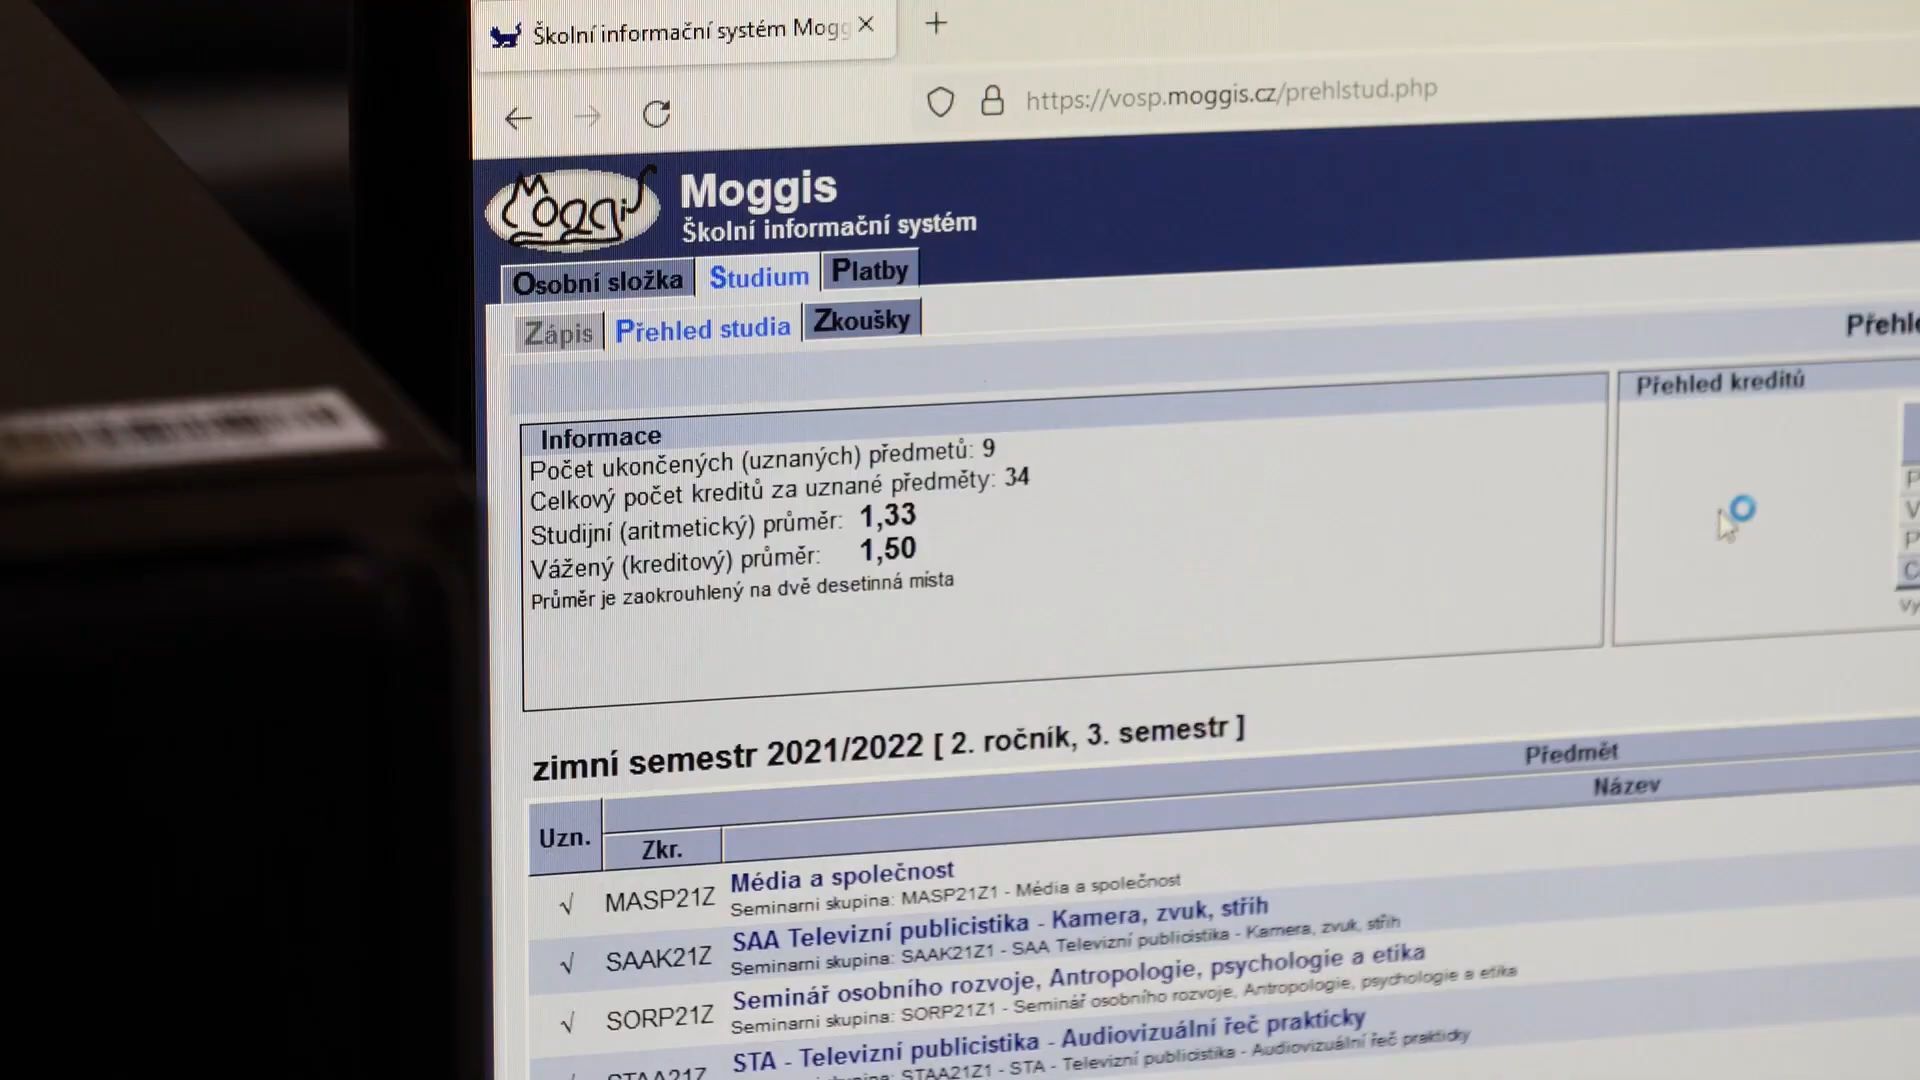 Školní informační systém Mogg
https://vosp.moggis.cz/prehlstud.php
Moggis
Moggis
Školní informační systém
Osobní složka Studium Platby
Zápis Přehled studia Zkoušky
Přehle
Informace
Počet ukončených (uznaných) předmetů: 9
Celkový počet kreditů za uznané předměty: 34
Studijní (aritmetický) průměr: 1,33
Vážený (kreditový) průměr: 1,50
Průměr je zaokrouhlený na dvě desetinná místa
Přehled kreditů
P
V
P
C
Vy
zimní semestr 2021/2022 [ 2. ročník, 3. semestr ]
Uzn. Předmět
Zkr. Název
√ MASP21Z Média a společnost
Seminarni skupina: MASP21Z1 - Média a společnost
√ SAAK21Z SAA Televizní publicistika - Kamera, zvuk, střih
Seminarni skupina: SAAK21Z1 - SAA Televizní publicistika - Kamera, zvuk, střih
√ SORP21Z Seminář osobního rozvoje, Antropologie, psychologie a etika
Seminarni skupina: SORP21Z1 - Seminář osobního rozvoje, Antropologie, psychologie a etika
STAA21Z STA - Televizní publicistika - Audiovizuální řeč prakticky
skupina: STAA21Z1 - STA - Televizní publicistika - Audiovizuální řeč prakticky